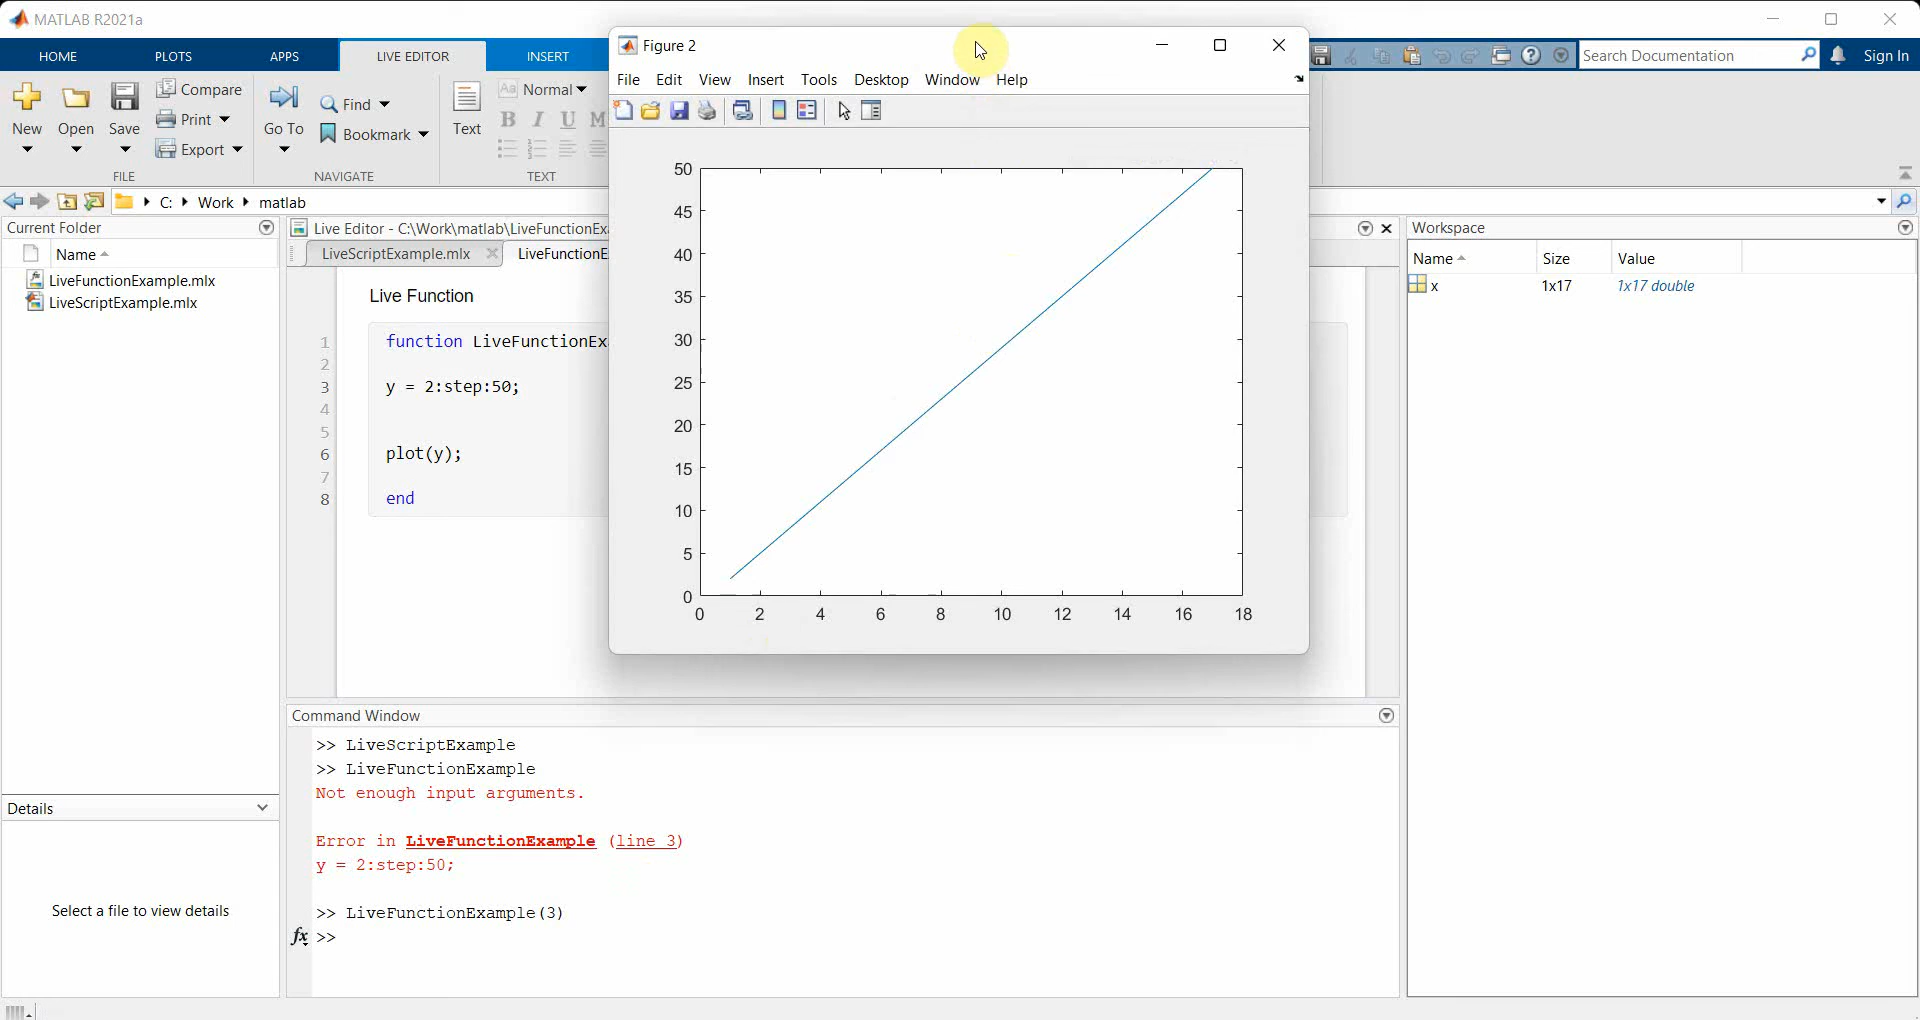 MATLAB R2021a
HOME PLOTS APPS LIVE EDITOR INSERT
Search Documentation
Sign In
New
Open
Save
Compare
Print
Export
FILE
Go To
Find
Bookmark
NAVIGATE
Text
Aa Normal
B I U M
TEXT
C: Work matlab
Current Folder
Name
LiveFunctionExample.mlx
LiveScriptExample.mlx
Details
Select a file to view details
Live Editor - C:\Work\matlab\LiveFunctionExa
LiveScriptExample.mlx
LiveFunctionE
Live Function
1 function LiveFunctionEx
2
3 y = 2:step:50;
4
5
6 plot(y);
7
8 end
Figure 2
File Edit View Insert Tools Desktop Window Help
50
45
40
35
30
25
20
15
10
5
0
0 2 4 6 8 10 12 14 16 18
Workspace
Name Size Value
x 1x17 1x17 double
Command Window
>> LiveScriptExample
>> LiveFunctionExample
Not enough input arguments.
Error in LiveFunctionExample (line 3)
y = 2:step:50;
>> LiveFunctionExample(3)
fx >>